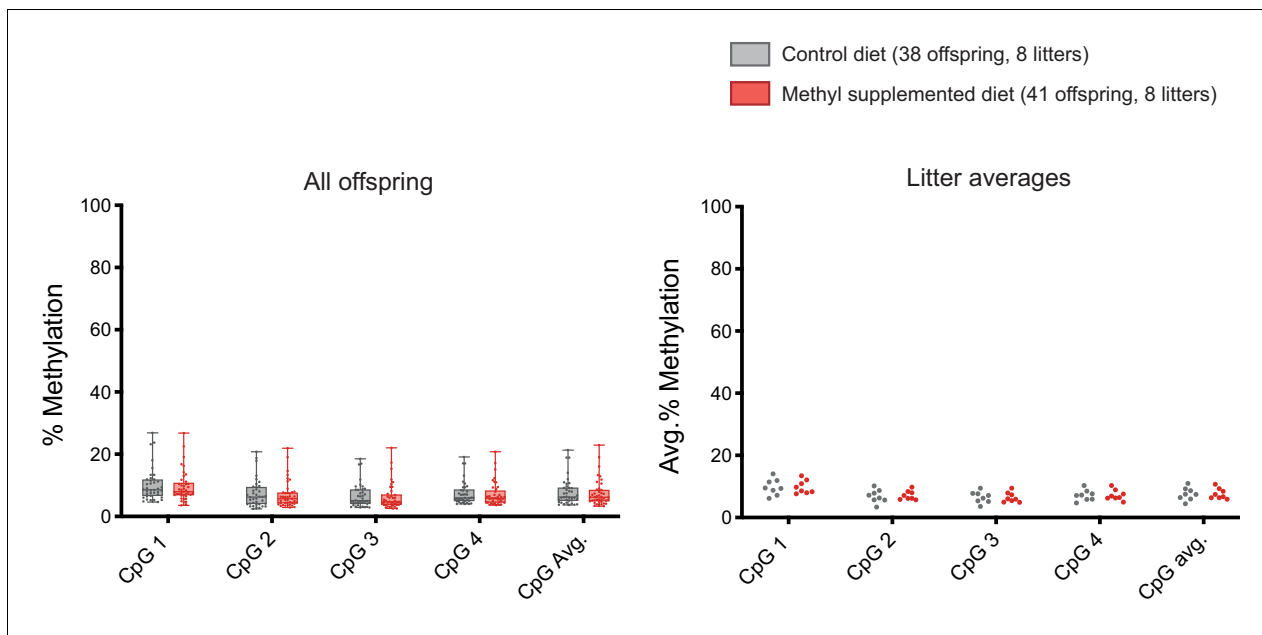 Control diet (38 offspring, 8 litters)
Methyl supplemented diet (41 offspring, 8 litters)
All offspring
% Methylation
100
80
60
40
20
0
CpG 1
CpG 2
CpG 3
CpG 4
CpG Avg.
Litter averages
Avg.% Methylation
100
80
60
40
20
0
CpG 1
CpG 2
CpG 3
CpG 4
CpG avg.